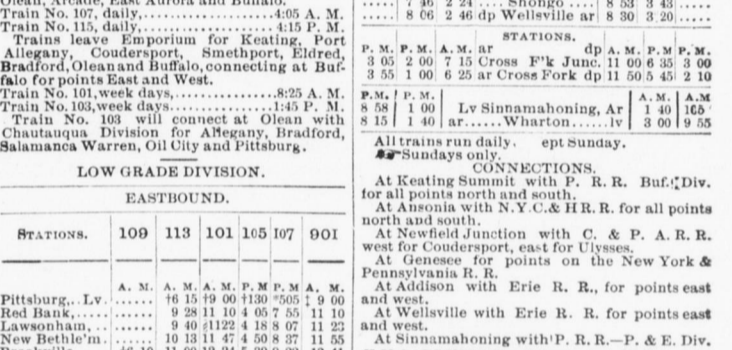 Olean, Arcade, East Aurora and Buffalo.
Train No. 107, daily, 4:05 A. M.
Train No. 115, daily, 4:15 P. M.
Trains leave Emporium for Keating, Port
Allegany, Coudersport, Smethport, Eldred,
Bradford, Olean and Buffalo, connecting at Buf-
falo for points East and West.
Train No. 101, week days 8:25 A. M.
Train No. 103, week days 1:45 P. M.
Train No. 103 will connect at Olean with
Chautauqua Division for Allegany, Bradford,
Salamanca Warren, Oil City and Pittsburg.
LOW GRADE DIVISION.
EASTBOUND.
STATIONS. 109 113 101 105 107 901
A. M. A. M. A. M. P. M P. M A. M.
Pittsburg,..Lv. ...... †6 15 †9 00 †130 *505 ‡ 9 00
Red Bank, ...... 9 28 11 10 4 05 7 55 11 10
Lawsonham, .. ...... 9 40 1122 4 18 8 07 11 23
New Bethle'm. ...... 10 13 11 47 4 50 8 37 11 55
..... 7 46 2 24 Shongo 8 53 3 43 .....
..... 8 06 2 46 dp Wellsville ar 8 30 3 20 .....
STATIONS.
P. M. P. M. A. M ar dp A. M. P. M P. M.
3 05 2 00 7 15 Cross F'k Junc. 11 00 6 35 3 00
3 55 1 00 6 25 ar Cross Fork dp 11 50 5 45 2 10
P.M. P. M. A. M. A.M
8 58 1 00 Lv Sinnamahoning, Ar 1 40 165
8 15 1 40 ar......Wharton......lv 3 00 9 55
All trains run daily. ept Sunday.
Sundays only.
CONNECTIONS.
At Keating Summit with P. R. R. Buf. Div.
for all points north and south.
At Ansonia with N.Y.C.& H R R. for all points
north and south.
At Newfield Junction with C. & P. A. R. R.
west for Coudersport, east for Ulysses.
At Genesee for points on the New York &
Pennsylvania R. R.
At Addison with Erie R. R., for points east
and west.
At Wellsville with Erie R. R. for points east
and west.
At Sinnamahoning with P. R. R.—P. & E. Div.